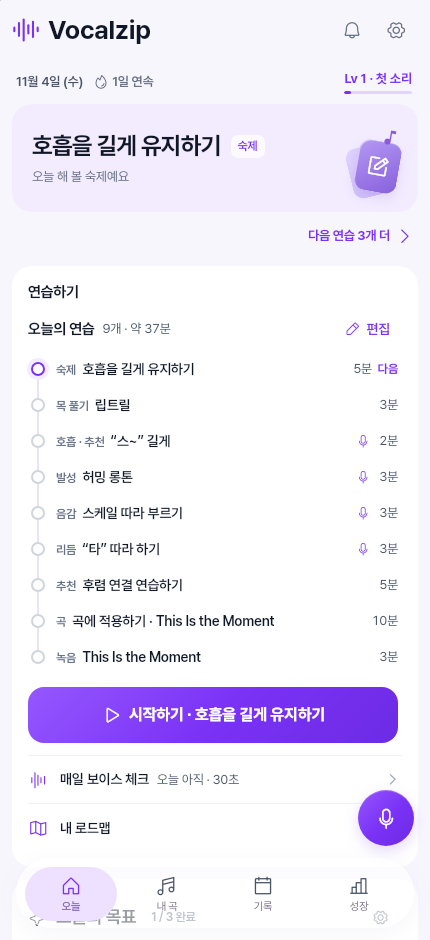 Vocalzip
11월 4일 (수) 1일 연속 Lv 1 · 첫 소리
호흡을 길게 유지하기 숙제
오늘 해 볼 숙제예요
다음 연습 3개 더
연습하기
오늘의 연습 9개 · 약 37분 편집
숙제 호흡을 길게 유지하기 5분 다음
목 풀기 립트릴 3분
호흡 · 추천 “스~” 길게 2분
발성 허밍 롱톤 3분
음감 스케일 따라 부르기 3분
리듬 “타” 따라 하기 3분
추천 후렴 연결 연습하기 5분
곡 곡에 적용하기 · This Is the Moment 10분
녹음 This Is the Moment 3분
시작하기 · 호흡을 길게 유지하기
매일 보이스 체크 오늘 아직 · 30초
내 로드맵
오늘 내 곡 기록 성장
오늘의 목표 1 / 3 완료